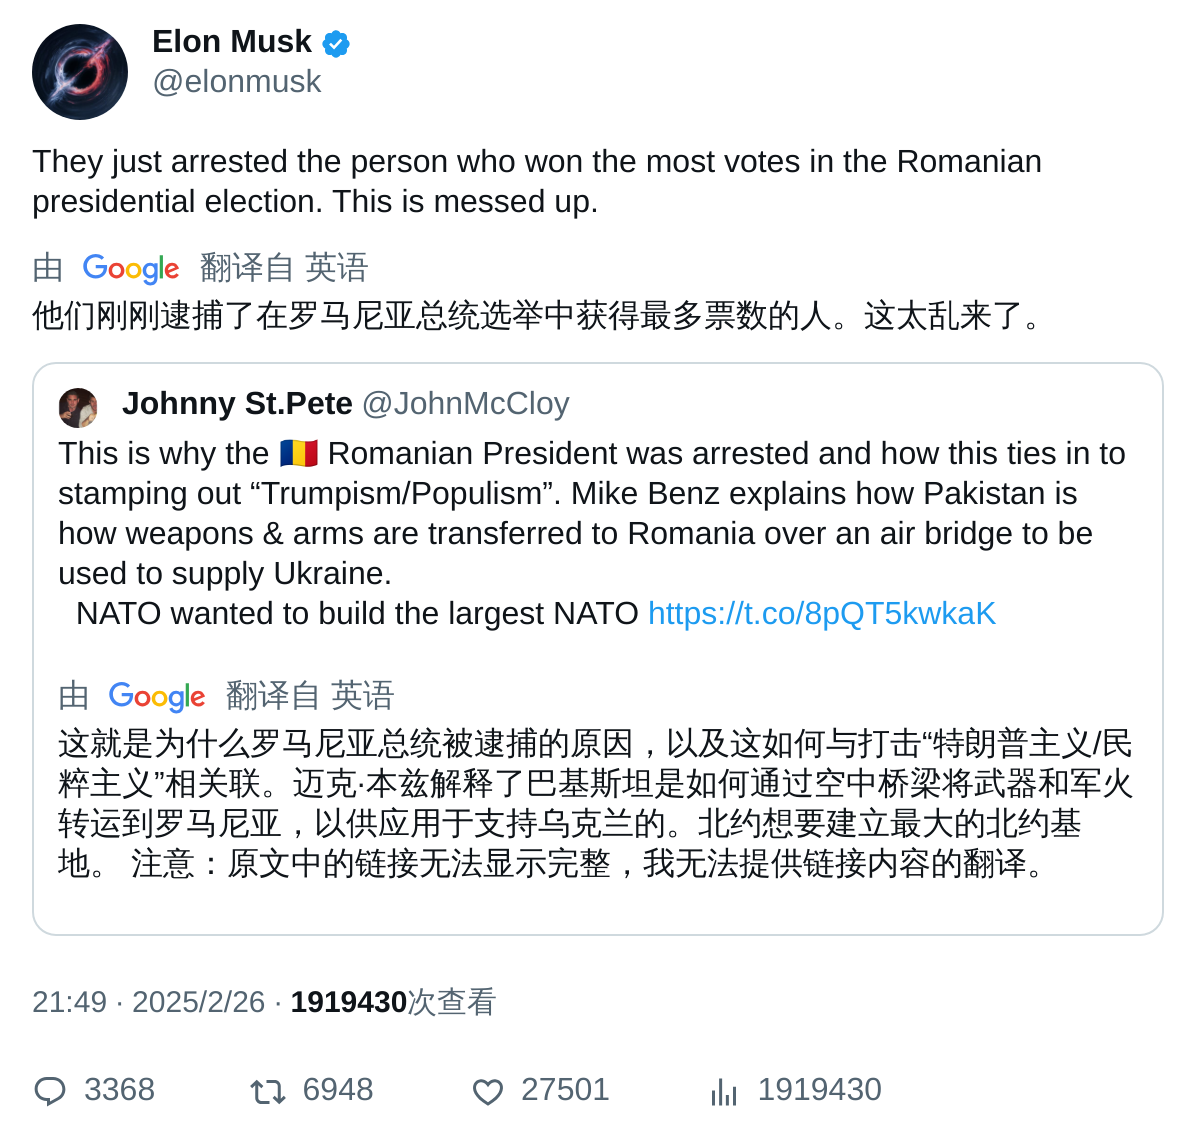 Elon Musk
@elonmusk
They just arrested the person who won the most votes in the Romanian
presidential election. This is messed up.
由 Google 翻译自 英语
他们刚刚逮捕了在罗马尼亚总统选举中获得最多票数的人。这太乱来了。
Johnny St.Pete @JohnMcCloy
This is why the 🇷🇴 Romanian President was arrested and how this ties in to
stamping out “Trumpism/Populism”. Mike Benz explains how Pakistan is
how weapons & arms are transferred to Romania over an air bridge to be
used to supply Ukraine.
NATO wanted to build the largest NATO https://t.co/8pQT5kwkaK
由 Google 翻译自 英语
这就是为什么罗马尼亚总统被逮捕的原因，以及这如何与打击“特朗普主义/民
粹主义”相关联。迈克·本兹解释了巴基斯坦是如何通过空中桥梁将武器和军火
转运到罗马尼亚，以供应用于支持乌克兰的。北约想要建立最大的北约基
地。 注意：原文中的链接无法显示完整，我无法提供链接内容的翻译。
21:49 · 2025/2/26 · 1919430次查看
3368 6948 27501 1919430